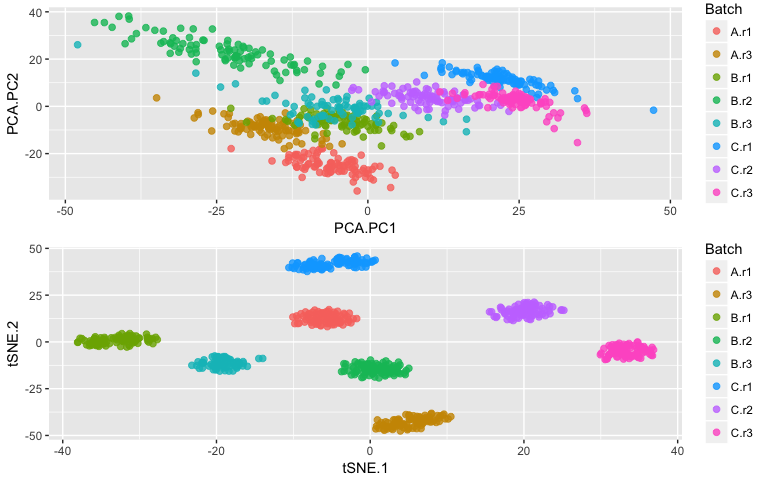 40
20
0
-20
PCA.PC2
-50
-25
0
25
50
PCA.PC1
Batch
A.r1
A.r3
B.r1
B.r2
B.r3
C.r1
C.r2
C.r3
50
25
0
-25
-50
tSNE.2
-40
-20
0
20
40
tSNE.1
Batch
A.r1
A.r3
B.r1
B.r2
B.r3
C.r1
C.r2
C.r3